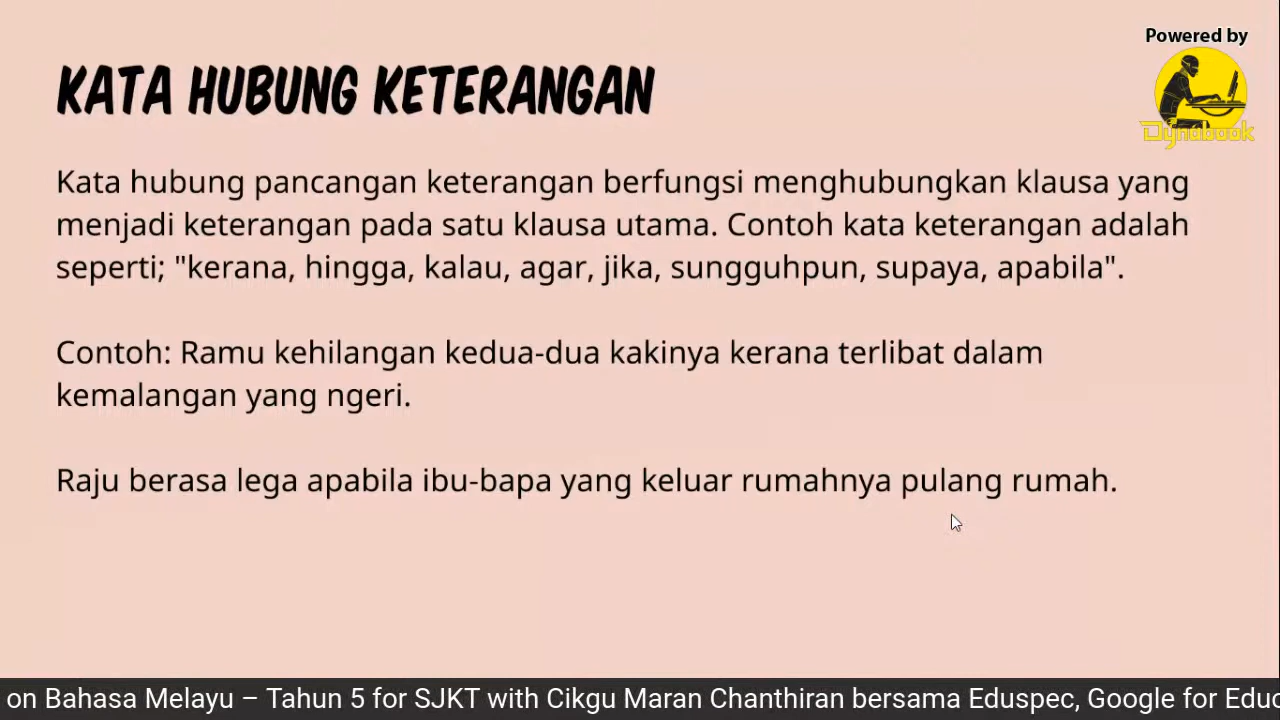 Powered by
Dynabook
KATA HUBUNG KETERANGAN
Kata hubung pancangan keterangan berfungsi menghubungkan klausa yang
menjadi keterangan pada satu klausa utama. Contoh kata keterangan adalah
seperti; "kerana, hingga, kalau, agar, jika, sungguhpun, supaya, apabila".
Contoh: Ramu kehilangan kedua-dua kakinya kerana terlibat dalam
kemalangan yang ngeri.
Raju berasa lega apabila ibu-bapa yang keluar rumahnya pulang rumah.
on Bahasa Melayu – Tahun 5 for SJKT with Cikgu Maran Chanthiran bersama Eduspec, Google for Educ